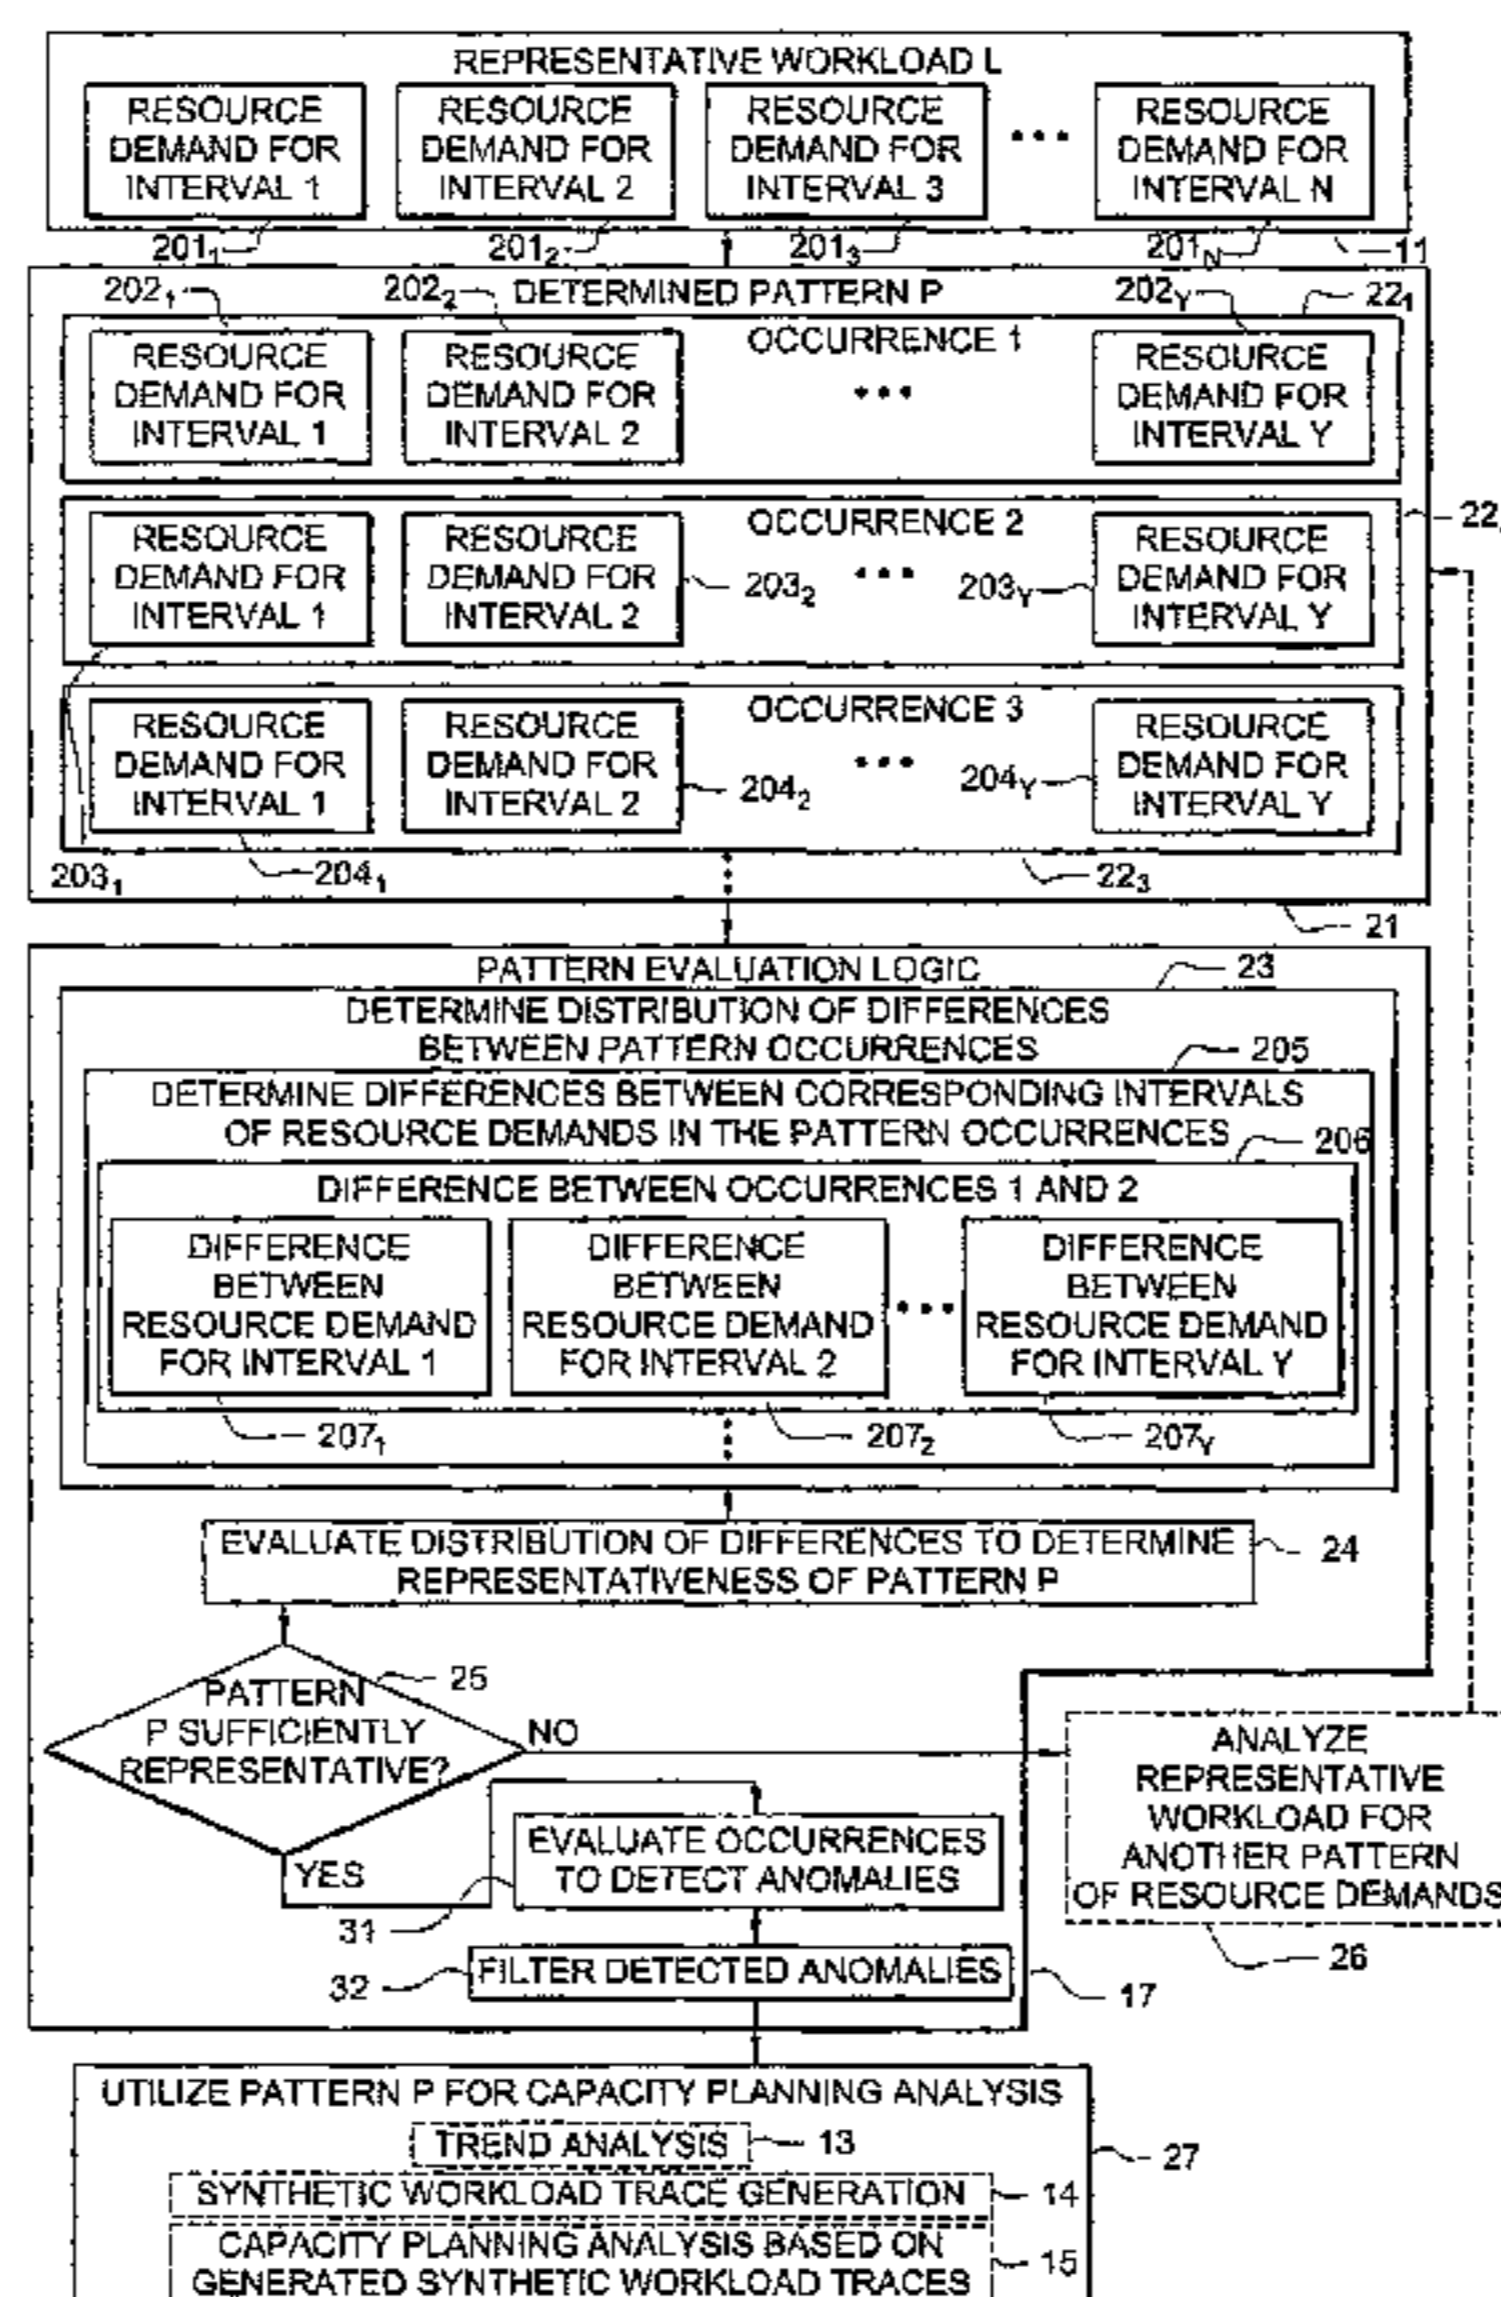 REPRESENTATIVE WORKLOAD L
RESOURCE
DEMAND FOR
INTERVAL 1
RESOURCE
DEMAND FOR
INTERVAL 2
RESOURCE
DEMAND FOR
INTERVAL 3
•••
RESOURCE
DEMAND FOR
INTERVAL N
201₁
201₂
201₃
201N
11
202₁
202₂
DETERMINED PATTERN P
202Y
22₁
OCCURRENCE 1
RESOURCE
DEMAND FOR
INTERVAL 1
RESOURCE
DEMAND FOR
INTERVAL 2
•••
RESOURCE
DEMAND FOR
INTERVAL Y
OCCURRENCE 2
22
RESOURCE
DEMAND FOR
INTERVAL 1
RESOURCE
DEMAND FOR
INTERVAL 2
203₂
•••
203Y
RESOURCE
DEMAND FOR
INTERVAL Y
OCCURRENCE 3
RESOURCE
DEMAND FOR
INTERVAL 1
RESOURCE
DEMAND FOR
INTERVAL 2
204₂
•••
204Y
RESOURCE
DEMAND FOR
INTERVAL Y
203₁
204₁
22₃
21
PATTERN EVALUATION LOGIC
23
DETERMINE DISTRIBUTION OF DIFFERENCES
BETWEEN PATTERN OCCURRENCES
205
DETERMINE DIFFERENCES BETWEEN CORRESPONDING INTERVALS
OF RESOURCE DEMANDS IN THE PATTERN OCCURRENCES
206
DIFFERENCE BETWEEN OCCURRENCES 1 AND 2
DIFFERENCE
BETWEEN
RESOURCE DEMAND
FOR INTERVAL 1
DIFFERENCE
BETWEEN
RESOURCE DEMAND
FOR INTERVAL 2
•••
DIFFERENCE
BETWEEN
RESOURCE DEMAND
FOR INTERVAL Y
207₁
207₂
207Y
EVALUATE DISTRIBUTION OF DIFFERENCES TO DETERMINE
REPRESENTATIVENESS OF PATTERN P
24
PATTERN
P SUFFICIENTLY
REPRESENTATIVE?
25
NO
YES
ANALYZE
REPRESENTATIVE
WORKLOAD FOR
ANOTHER PATTERN
OF RESOURCE DEMANDS
26
EVALUATE OCCURRENCES
TO DETECT ANOMALIES
31
FILTER DETECTED ANOMALIES
32
17
UTILIZE PATTERN P FOR CAPACITY PLANNING ANALYSIS
27
TREND ANALYSIS
13
SYNTHETIC WORKLOAD TRACE GENERATION
14
CAPACITY PLANNING ANALYSIS BASED ON
GENERATED SYNTHETIC WORKLOAD TRACES
15